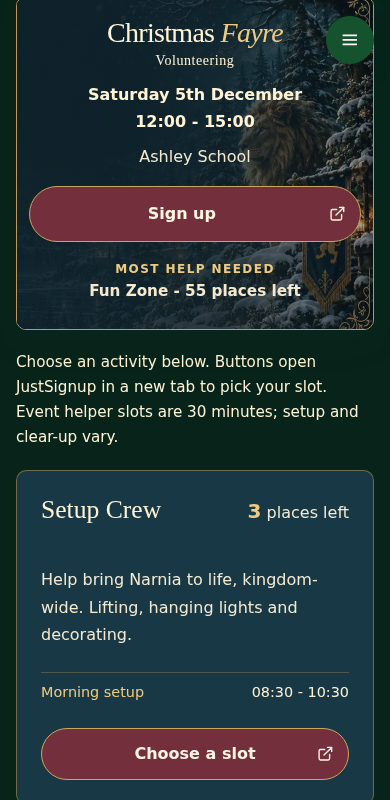 Christmas Fayre
Volunteering
Saturday 5th December
12:00 - 15:00
Ashley School
Sign up
MOST HELP NEEDED
Fun Zone - 55 places left
Choose an activity below. Buttons open
JustSignup in a new tab to pick your slot.
Event helper slots are 30 minutes; setup and
clear-up vary.
Setup Crew
3 places left
Help bring Narnia to life, kingdom-
wide. Lifting, hanging lights and
decorating.
Morning setup 08:30 - 10:30
Choose a slot